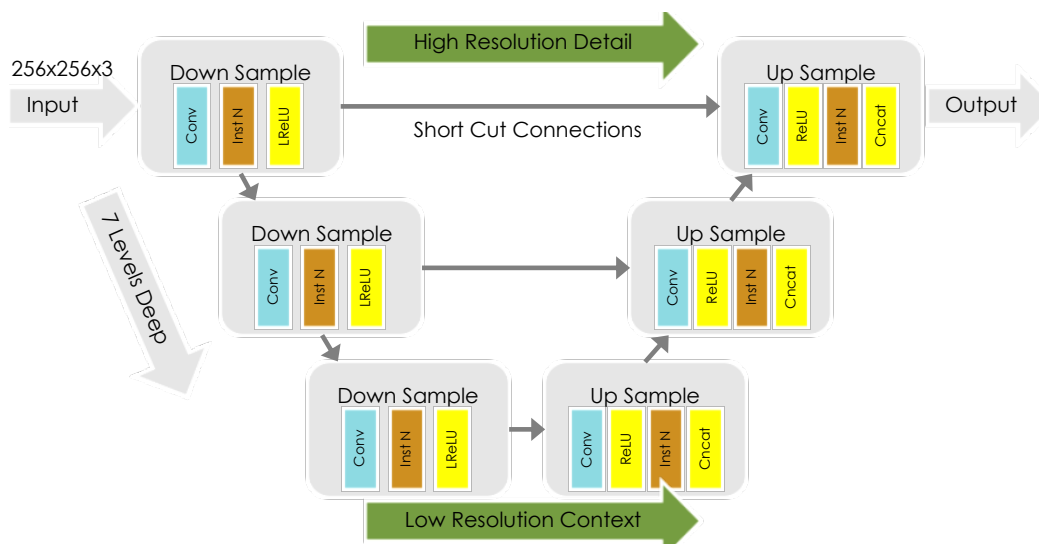 High Resolution Detail
256x256x3
Input
Down Sample
Conv
Inst N
LReLU
Short Cut Connections
Up Sample
Conv
ReLU
Inst N
Cncat
Output
7 Levels Deep
Down Sample
Conv
Inst N
LReLU
Up Sample
Conv
ReLU
Inst N
Cncat
Down Sample
Conv
Inst N
LReLU
Up Sample
Conv
ReLU
Inst N
Cncat
Low Resolution Context